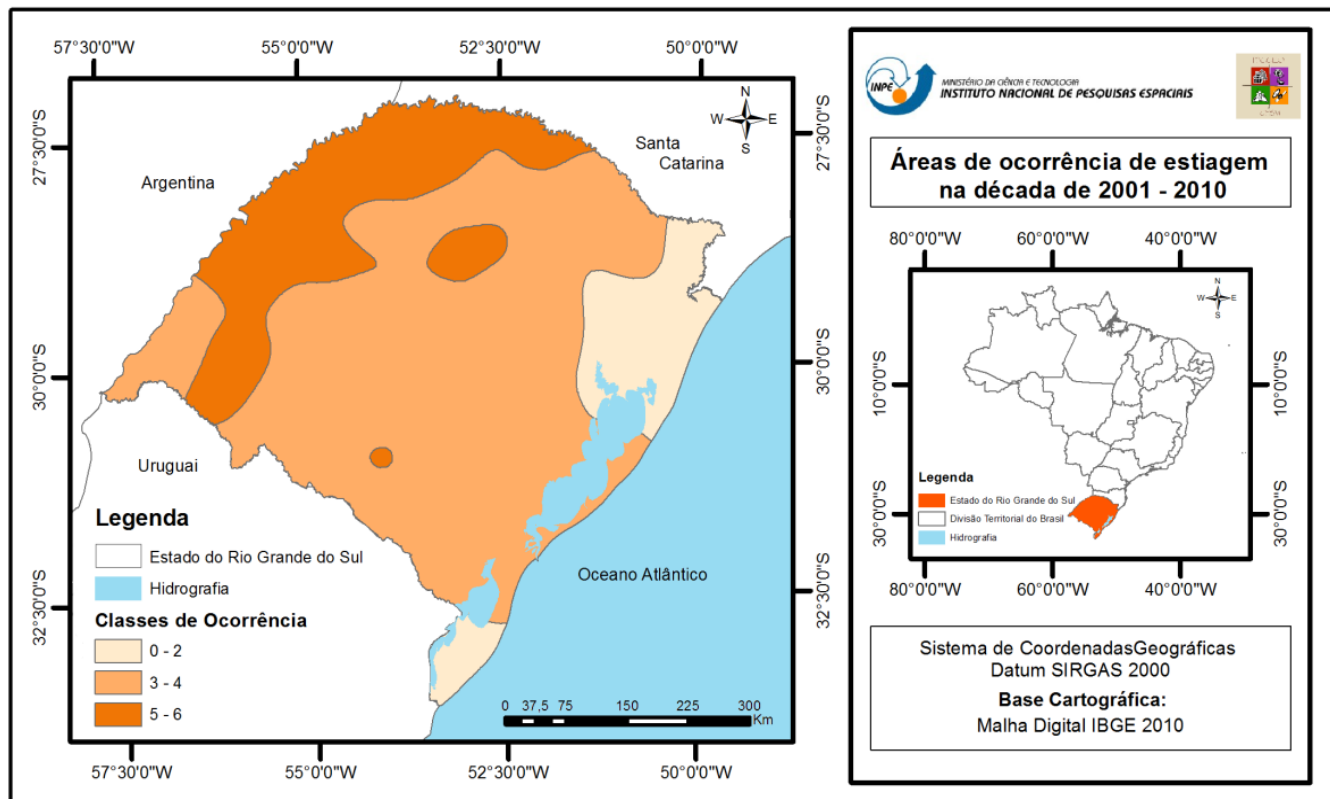 57°30'0"W
55°0'0"W
52°30'0"W
50°0'0"W
27°30'0"S
30°0'0"S
32°30'0"S
27°30'0"S
30°0'0"S
32°30'0"S
N
W
E
S
Santa
Catarina
Argentina
Uruguai
Oceano Atlântico
Legenda
Estado do Rio Grande do Sul
Hidrografia
Classes de Ocorrência
0 - 2
3 - 4
5 - 6
0 37,5 75 150 225 300
Km
57°30'0"W
55°0'0"W
52°30'0"W
50°0'0"W
INPE
MINISTÉRIO DA CIÊNCIA E TECNOLOGIA
INSTITUTO NACIONAL DE PESQUISAS ESPACIAIS
Áreas de ocorrência de estiagem
na década de 2001 - 2010
80°0'0"W
60°0'0"W
40°0'0"W
N
W
E
S
10°0'0"S
30°0'0"S
10°0'0"S
30°0'0"S
Legenda
Estado do Rio Grande do Sul
Divisão Territorial do Brasil
Hidrografia
80°0'0"W
60°0'0"W
40°0'0"W
Sistema de CoordenadasGeográficas
Datum SIRGAS 2000
Base Cartográfica:
Malha Digital IBGE 2010